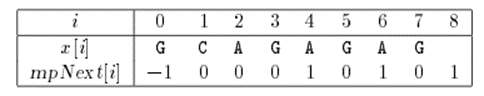 i 0 1 2 3 4 5 6 7 8
x[i] G C A G A G A G
mpNext[i] −1 0 0 0 1 0 1 0 1